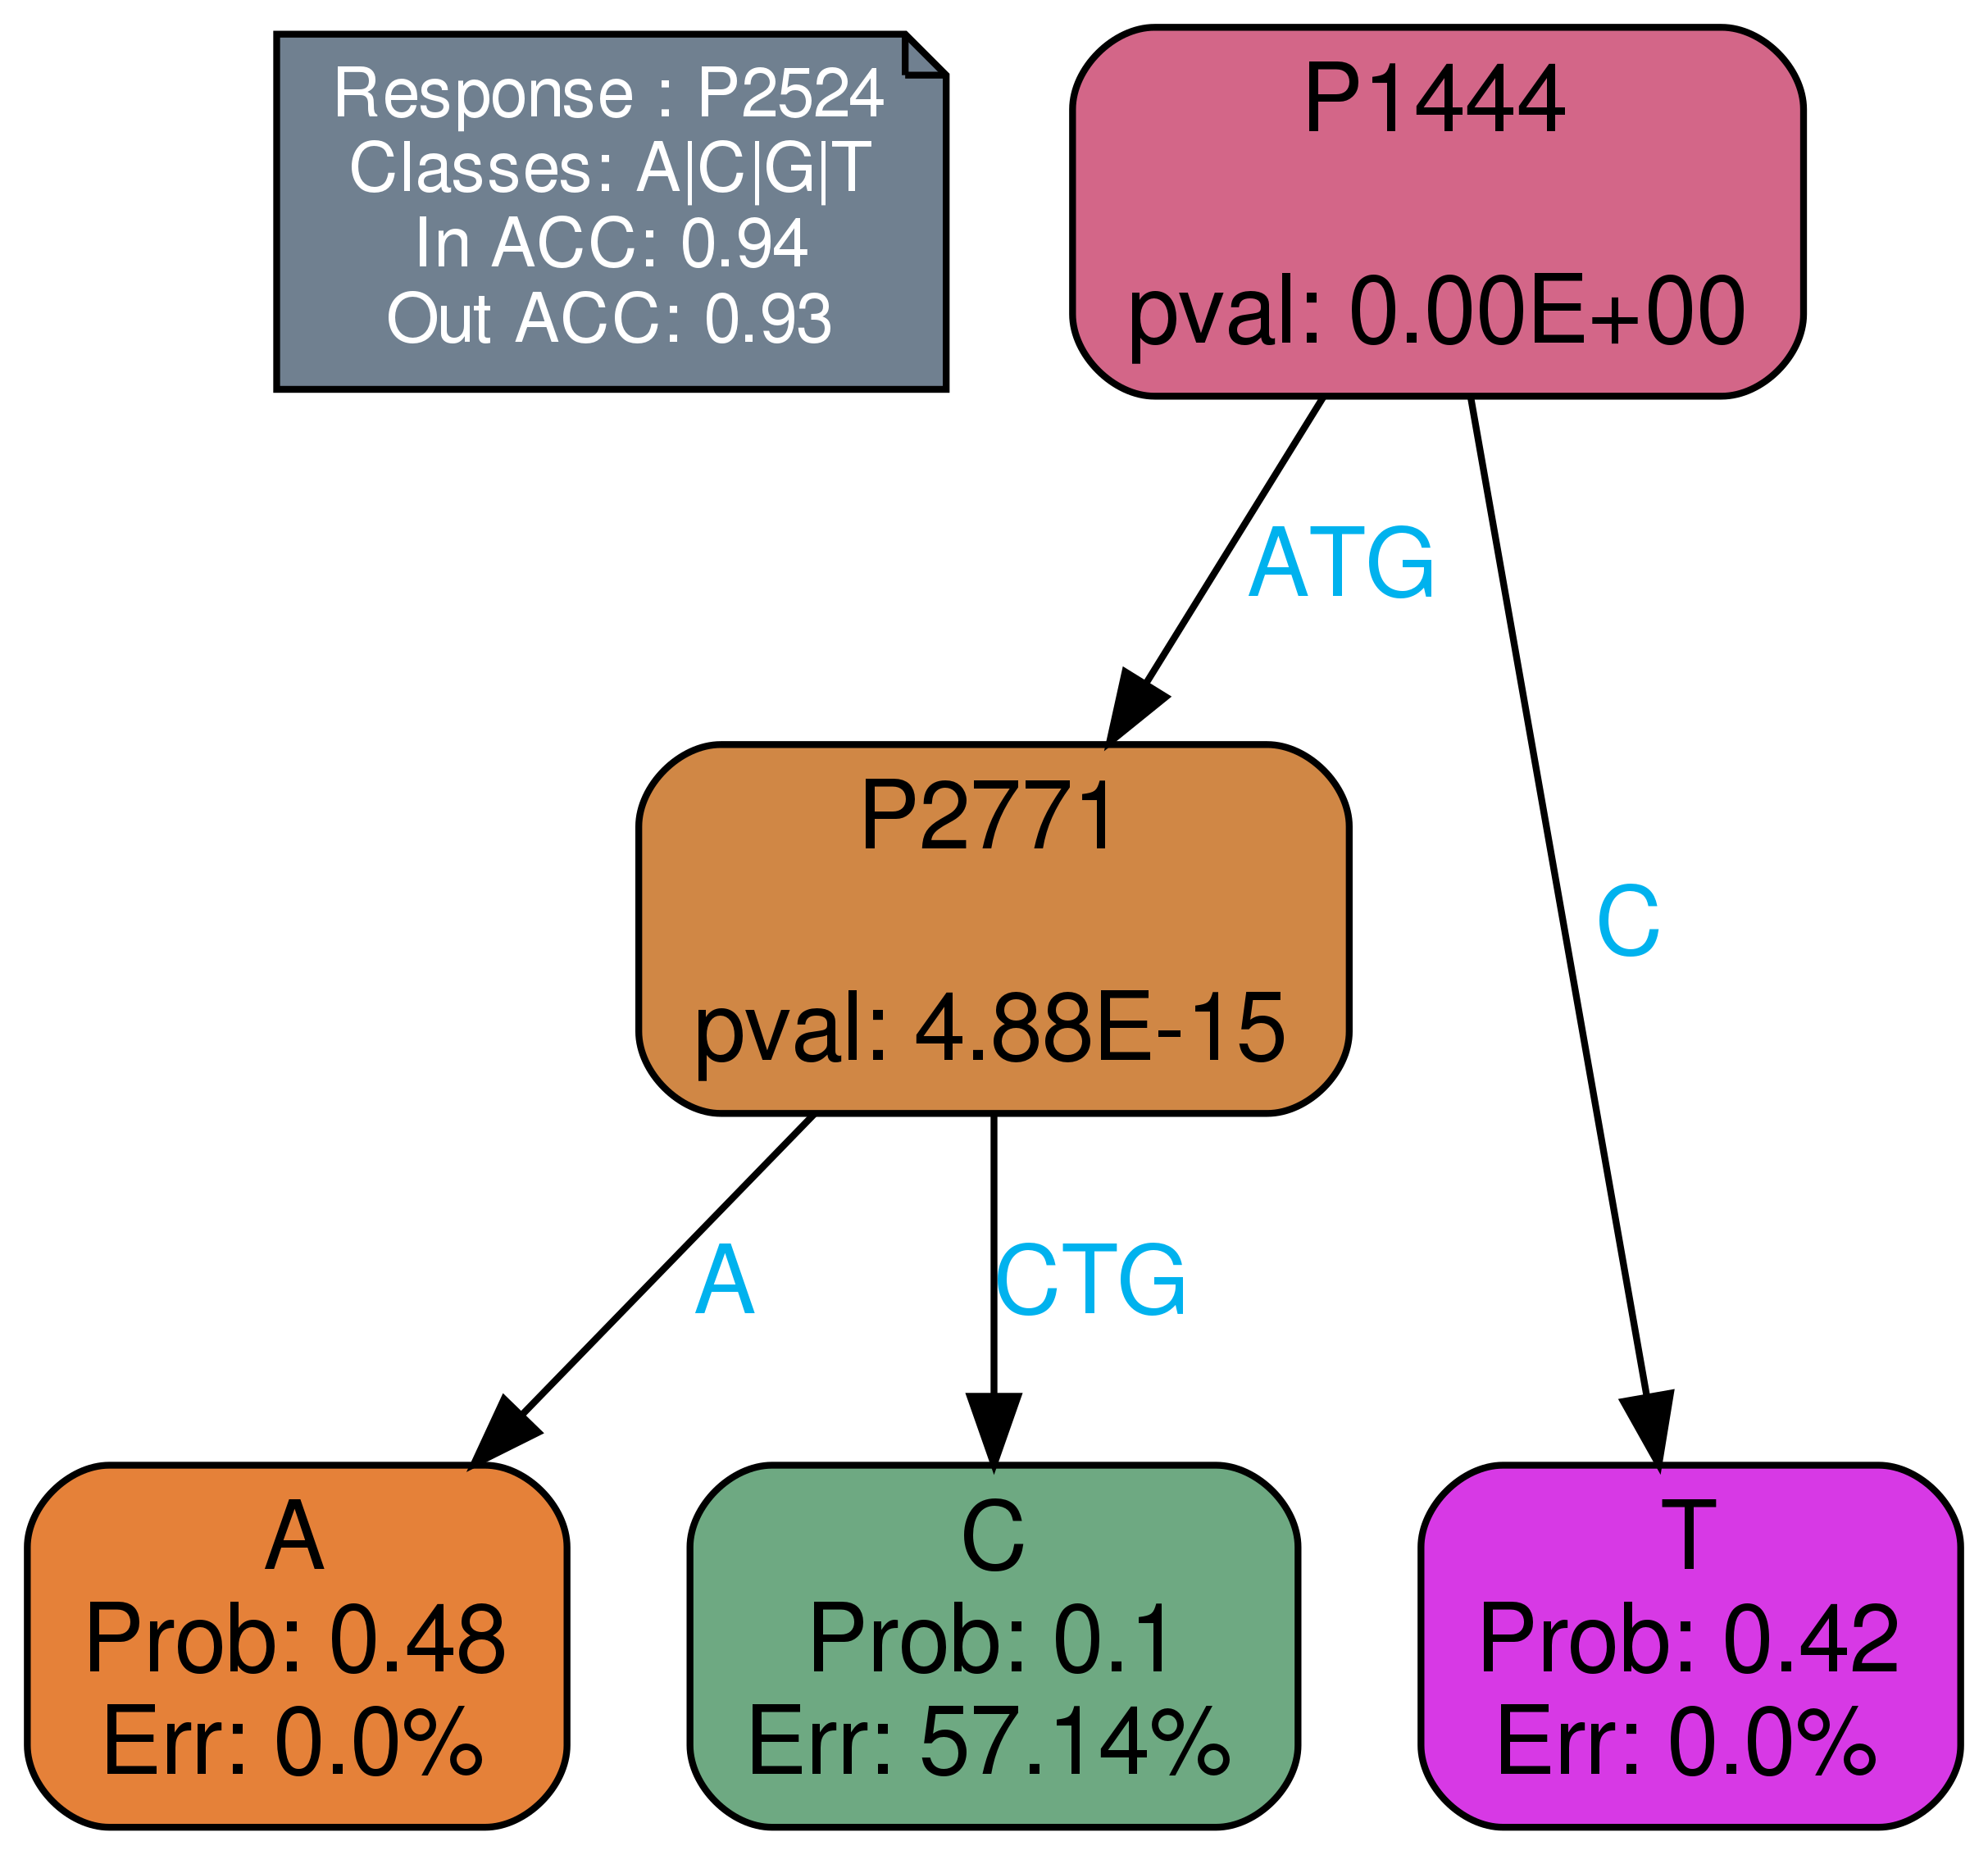 Response : P2524
Classes: A|C|G|T
In ACC: 0.94
Out ACC: 0.93
P1444
pval: 0.00E+00
ATG
C
P2771
pval: 4.88E-15
A
CTG
A
Prob: 0.48
Err: 0.0%
C
Prob: 0.1
Err: 57.14%
T
Prob: 0.42
Err: 0.0%